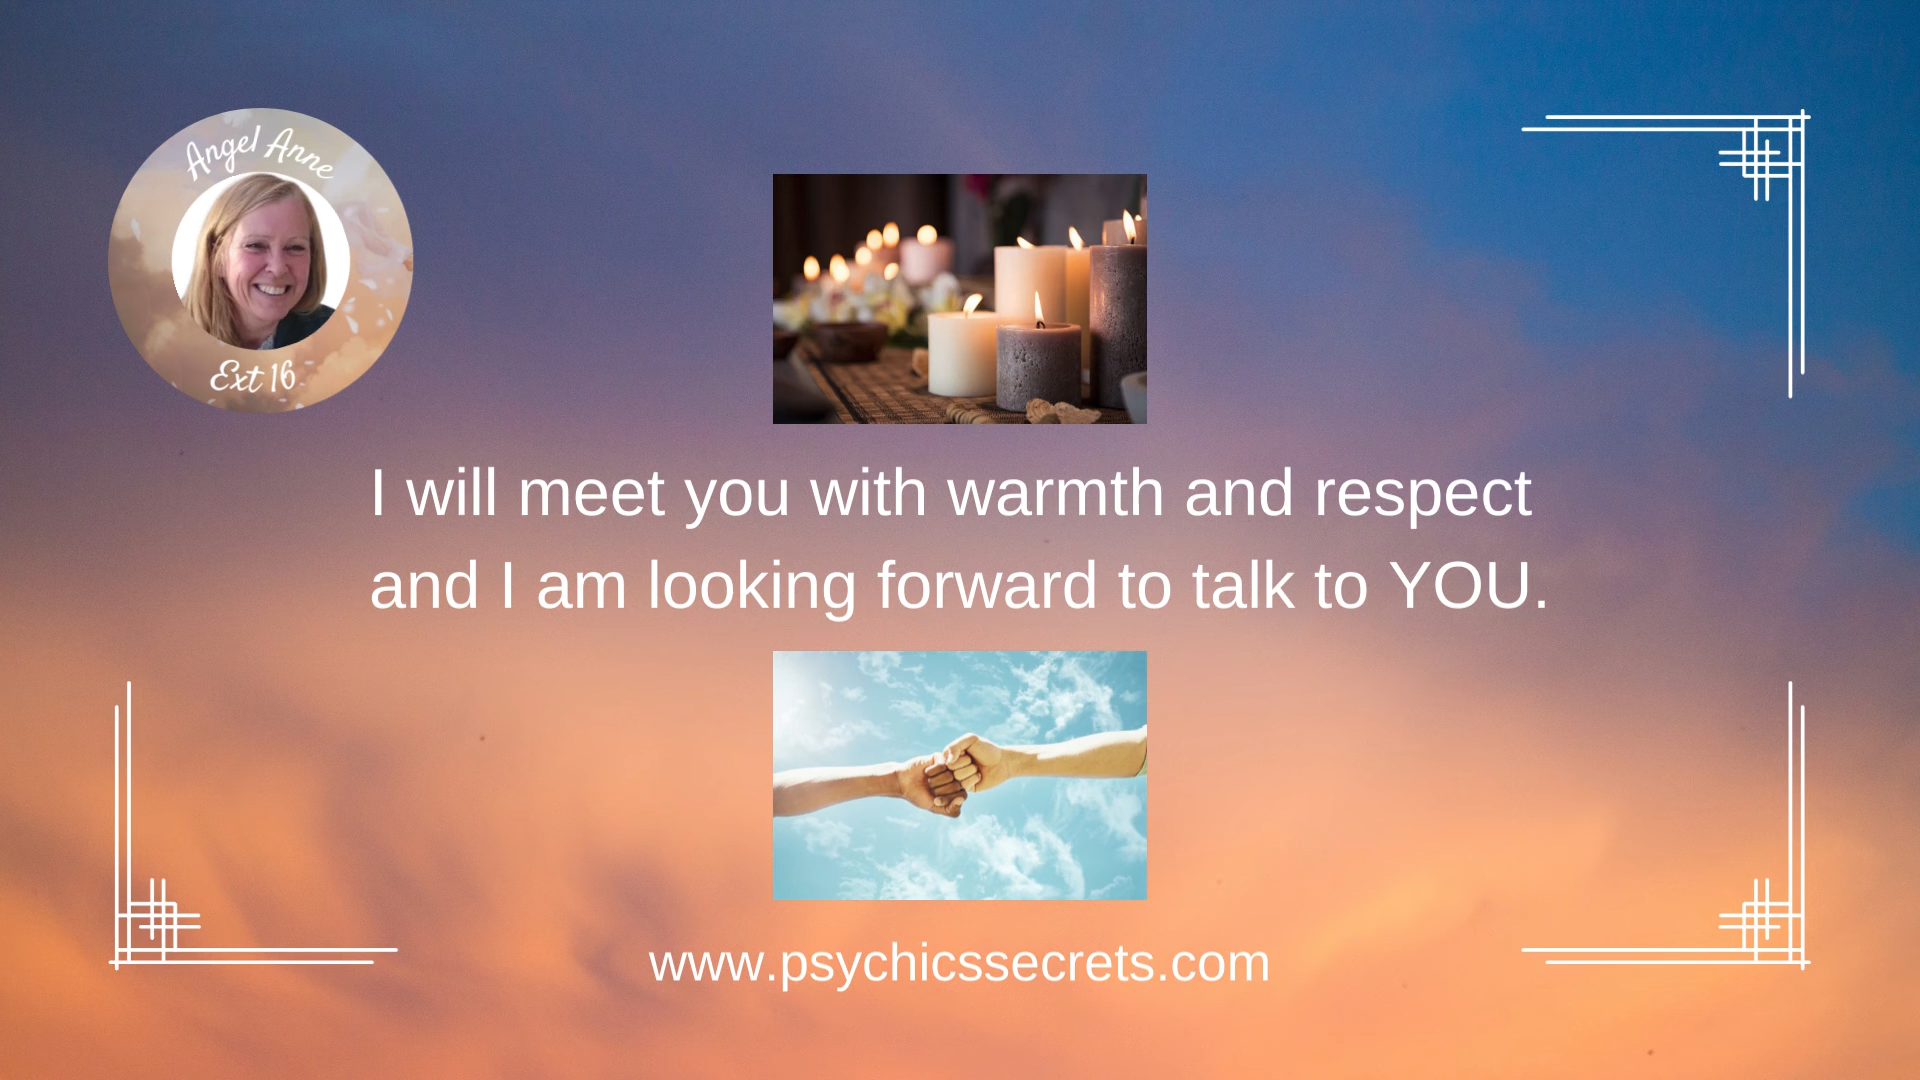 Angel Anne
Ext 16
I will meet you with warmth and respect
and I am looking forward to talk to YOU.
www.psychicssecrets.com